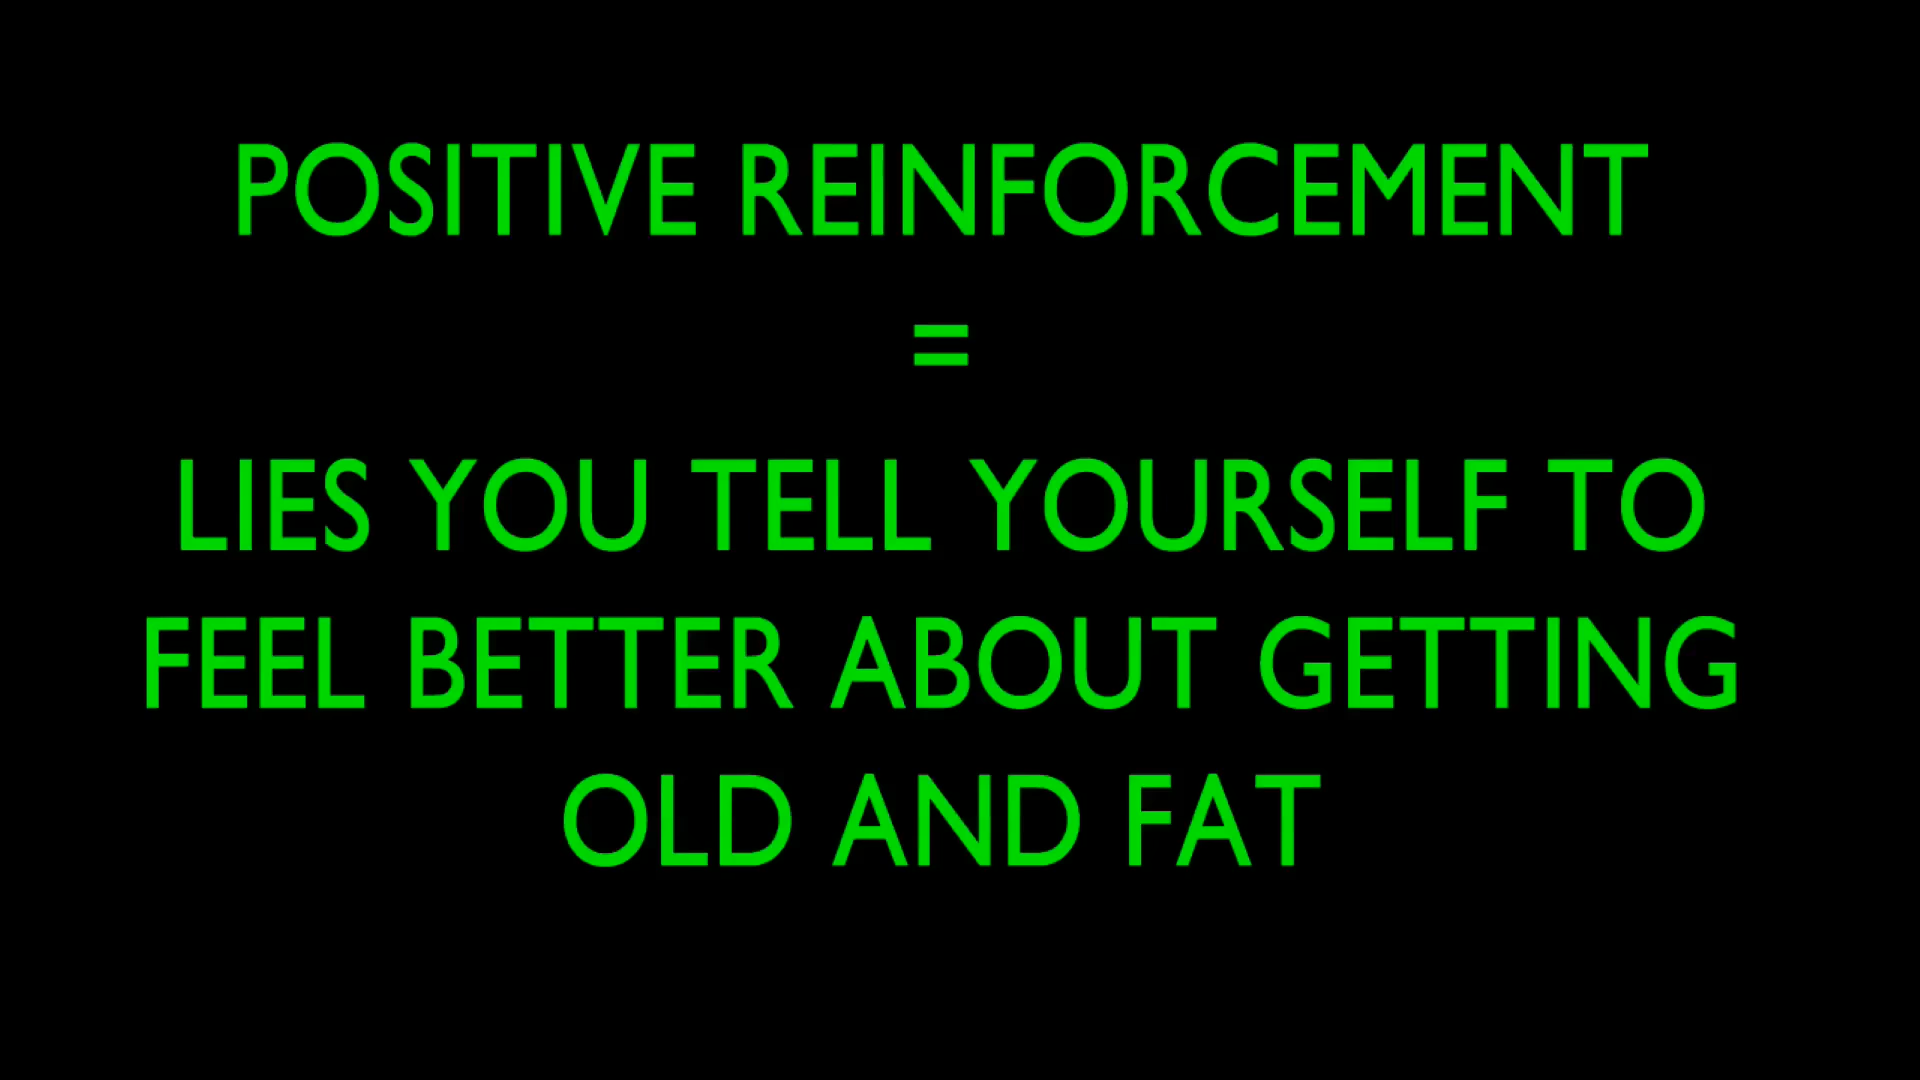 POSITIVE REINFORCEMENT
=
LIES YOU TELL YOURSELF TO
FEEL BETTER ABOUT GETTING
OLD AND FAT